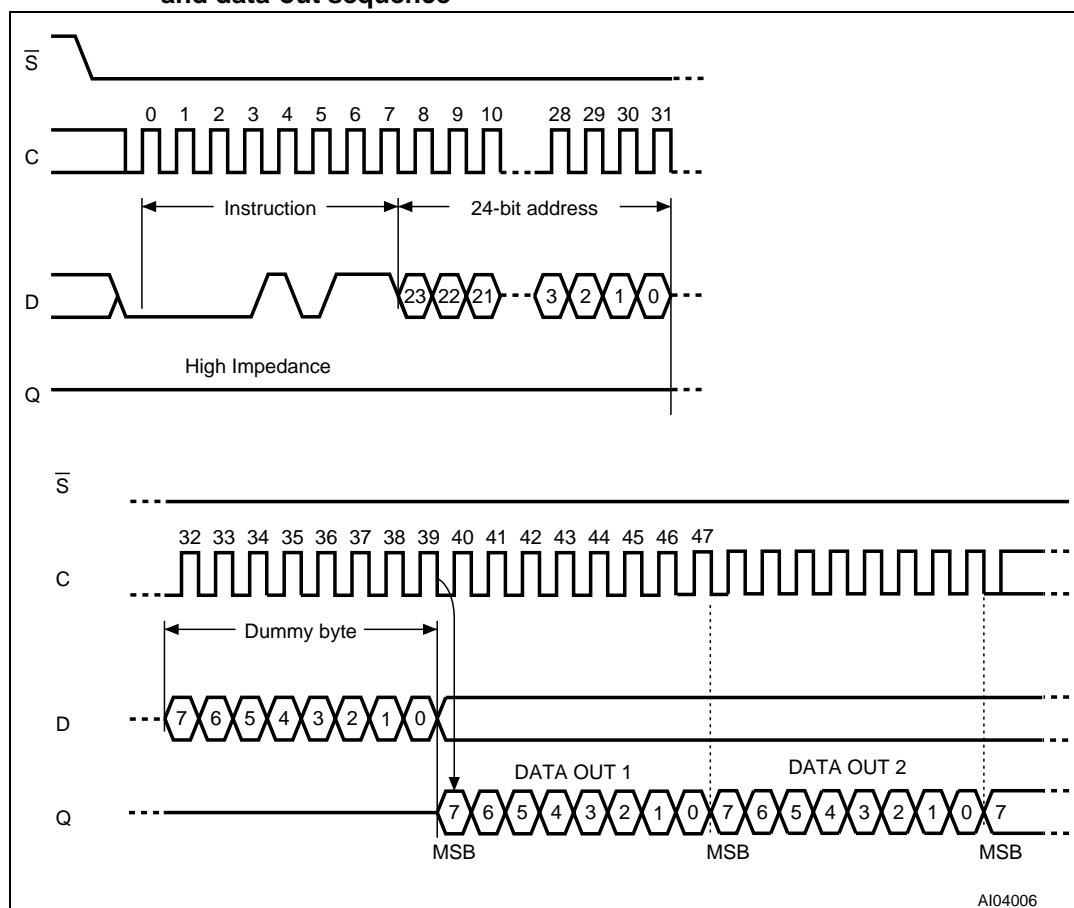 and data-out sequence
S
0 1 2 3 4 5 6 7 8 9 10 28 29 30 31
C
Instruction 24-bit address
D 23 22 21 3 2 1 0
High Impedance
Q
S
32 33 34 35 36 37 38 39 40 41 42 43 44 45 46 47
C
Dummy byte
D 7 6 5 4 3 2 1 0
DATA OUT 1 DATA OUT 2
Q 7 6 5 4 3 2 1 0 7 6 5 4 3 2 1 0 7
MSB MSB MSB
AI04006